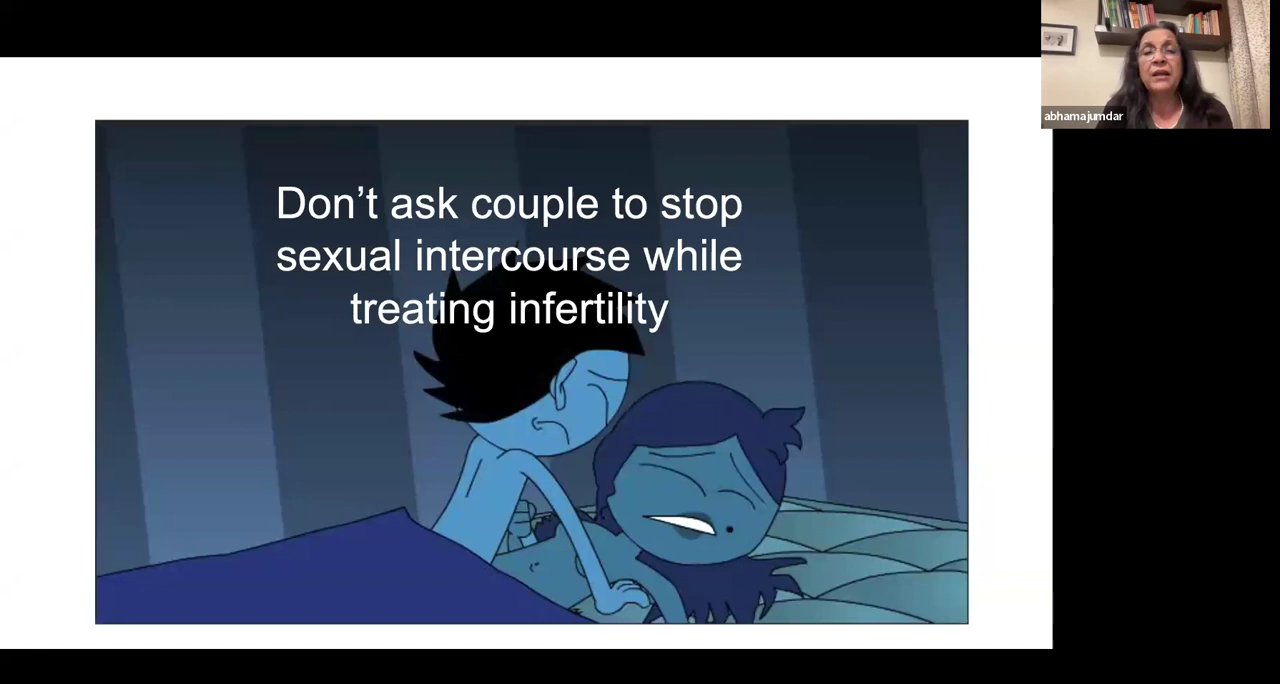 abhamajumdar
Don't ask couple to stop
sexual intercourse while
treating infertility